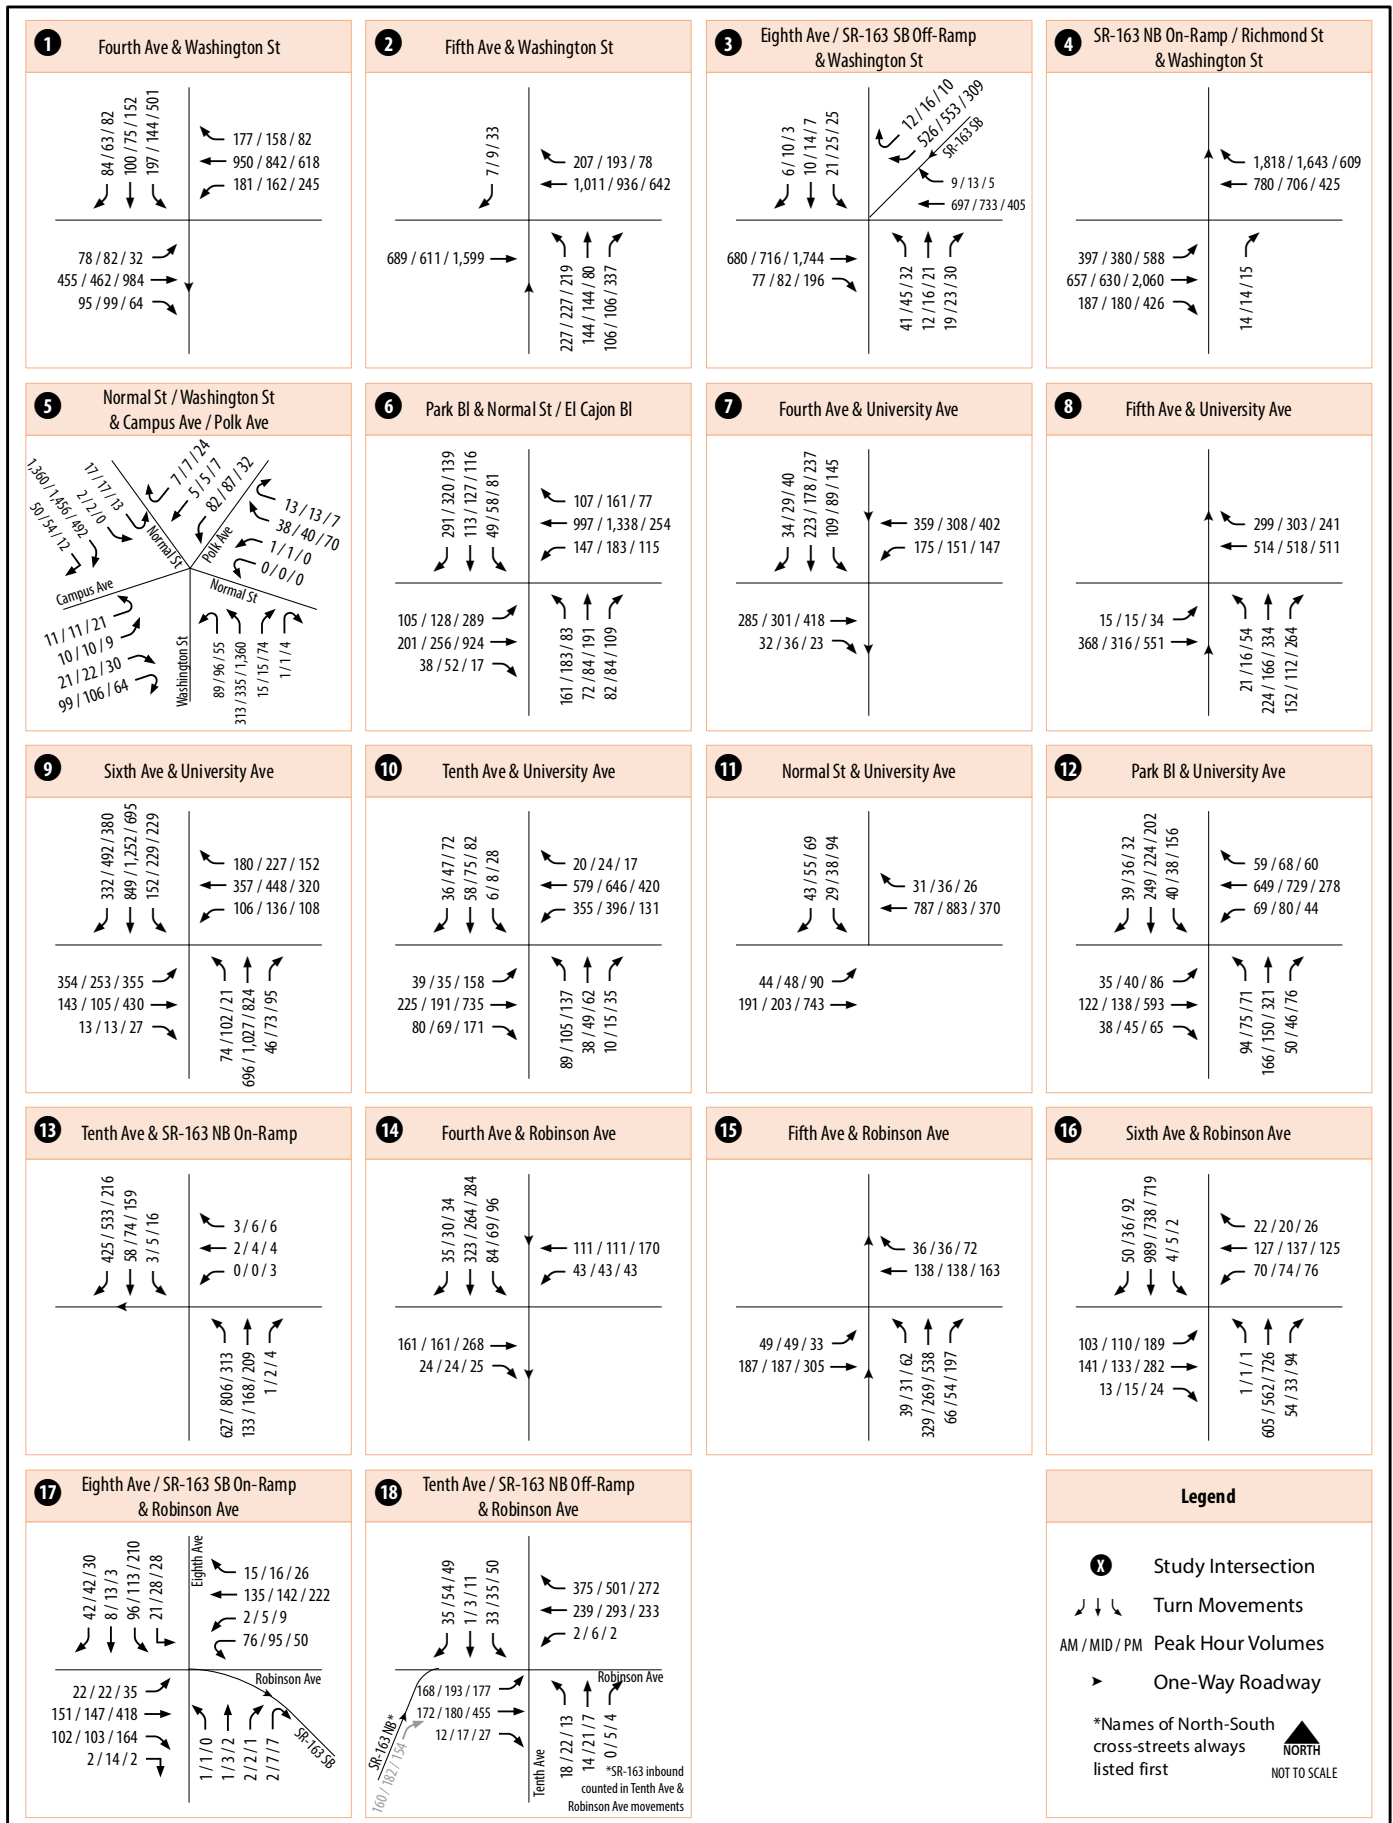 1
Fourth Ave & Washington St
84 / 63 / 82
100 / 75 / 152
197 / 144 / 501
177 / 158 / 82
950 / 842 / 618
181 / 162 / 245
78 / 82 / 32
455 / 462 / 984
95 / 99 / 64
2
Fifth Ave & Washington St
7 / 9 / 33
207 / 193 / 78
1,011 / 936 / 642
689 / 611 / 1,599
227 / 227 / 219
144 / 144 / 80
106 / 106 / 337
3
Eighth Ave / SR-163 SB Off-Ramp
& Washington St
6 / 10 / 3
10 / 14 / 7
21 / 25 / 25
12 / 16 / 10
526 / 553 / 309
SR-163 SB
9 / 13 / 5
697 / 733 / 405
680 / 716 / 1,744
77 / 82 / 196
41 / 45 / 32
12 / 16 / 21
19 / 23 / 30
4
SR-163 NB On-Ramp / Richmond St
& Washington St
1,818 / 1,643 / 609
780 / 706 / 425
397 / 380 / 588
657 / 630 / 2,060
187 / 180 / 426
14 / 14 / 15
5
Normal St / Washington St
& Campus Ave / Polk Ave
50 / 54 / 12
1,360 / 1,456 / 492
2 / 2 / 0
17 / 17 / 13
Normal St
7 / 7 / 24
5 / 5 / 7
82 / 87 / 32
Polk Ave
13 / 13 / 7
38 / 40 / 70
1 / 1 / 0
0 / 0 / 0
Normal St
Campus Ave
11 / 11 / 21
10 / 10 / 9
21 / 22 / 30
99 / 106 / 64
Washington St
89 / 96 / 55
313 / 335 / 1,360
15 / 15 / 74
1 / 1 / 4
6
Park Bl & Normal St / El Cajon Bl
291 / 320 / 139
113 / 127 / 116
49 / 58 / 81
107 / 161 / 77
997 / 1,338 / 254
147 / 183 / 115
105 / 128 / 289
201 / 256 / 924
38 / 52 / 17
161 / 183 / 83
72 / 84 / 191
82 / 84 / 109
7
Fourth Ave & University Ave
34 / 29 / 40
223 / 178 / 237
109 / 89 / 145
359 / 308 / 402
175 / 151 / 147
285 / 301 / 418
32 / 36 / 23
8
Fifth Ave & University Ave
299 / 303 / 241
514 / 518 / 511
15 / 15 / 34
368 / 316 / 551
21 / 16 / 54
224 / 166 / 334
152 / 112 / 264
9
Sixth Ave & University Ave
332 / 492 / 380
849 / 1,252 / 695
152 / 229 / 229
180 / 227 / 152
357 / 448 / 320
106 / 136 / 108
354 / 253 / 355
143 / 105 / 430
13 / 13 / 27
74 / 102 / 21
696 / 1,027 / 824
46 / 73 / 95
10
Tenth Ave & University Ave
36 / 47 / 72
58 / 75 / 82
6 / 8 / 28
20 / 24 / 17
579 / 646 / 420
355 / 396 / 131
39 / 35 / 158
225 / 191 / 735
80 / 69 / 171
89 / 105 / 137
38 / 49 / 62
10 / 15 / 35
11
Normal St & University Ave
43 / 55 / 69
29 / 38 / 94
31 / 36 / 26
787 / 883 / 370
44 / 48 / 90
191 / 203 / 743
12
Park Bl & University Ave
39 / 36 / 32
249 / 224 / 202
40 / 38 / 156
59 / 68 / 60
649 / 729 / 278
69 / 80 / 44
35 / 40 / 86
122 / 138 / 593
38 / 45 / 65
94 / 75 / 71
166 / 150 / 321
50 / 46 / 76
13
Tenth Ave & SR-163 NB On-Ramp
425 / 533 / 216
58 / 74 / 159
3 / 5 / 16
3 / 6 / 6
2 / 4 / 4
0 / 0 / 3
627 / 806 / 313
133 / 168 / 209
1 / 2 / 4
14
Fourth Ave & Robinson Ave
35 / 30 / 34
323 / 264 / 284
84 / 69 / 96
111 / 111 / 170
43 / 43 / 43
161 / 161 / 268
24 / 24 / 25
15
Fifth Ave & Robinson Ave
36 / 36 / 72
138 / 138 / 163
49 / 49 / 33
187 / 187 / 305
39 / 31 / 62
329 / 269 / 538
66 / 54 / 197
16
Sixth Ave & Robinson Ave
50 / 36 / 92
989 / 738 / 719
4 / 5 / 2
22 / 20 / 26
127 / 137 / 125
70 / 74 / 76
103 / 110 / 189
141 / 133 / 282
13 / 15 / 24
1 / 1 / 1
605 / 562 / 726
54 / 33 / 94
17
Eighth Ave / SR-163 SB On-Ramp
& Robinson Ave
42 / 42 / 30
8 / 13 / 3
96 / 113 / 210
21 / 28 / 28
Eighth Ave
15 / 16 / 26
135 / 142 / 222
2 / 5 / 9
76 / 95 / 50
Robinson Ave
SR-163 SB
22 / 22 / 35
151 / 147 / 418
102 / 103 / 164
2 / 14 / 2
1 / 1 / 0
1 / 3 / 2
2 / 2 / 1
2 / 7 / 7
18
Tenth Ave / SR-163 NB Off-Ramp
& Robinson Ave
35 / 54 / 49
1 / 3 / 11
33 / 35 / 50
375 / 501 / 272
239 / 293 / 233
2 / 6 / 2
Robinson Ave
168 / 193 / 177
172 / 180 / 455
12 / 17 / 27
SR-163 NB*
160 / 182 / 154
Tenth Ave
18 / 22 / 13
14 / 21 / 7
0 / 5 / 4
*SR-163 inbound
counted in Tenth Ave &
Robinson Ave movements
Legend
X
Study Intersection
Turn Movements
AM / MID / PM Peak Hour Volumes
One-Way Roadway
*Names of North-South
cross-streets always
listed first
NORTH
NOT TO SCALE